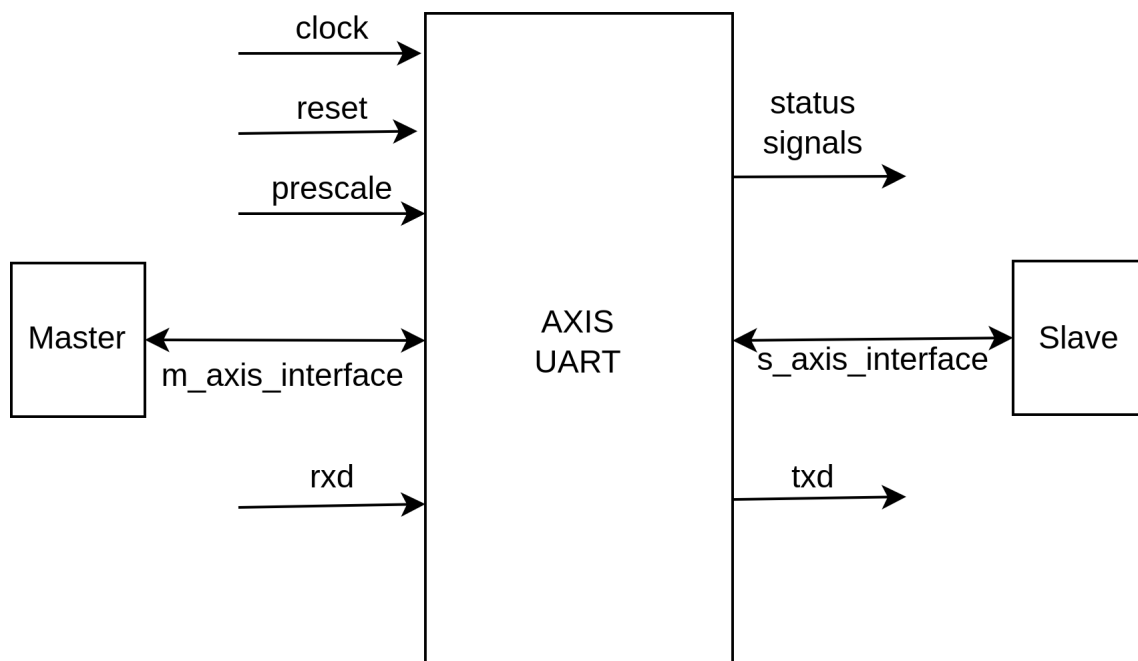 clock
reset
prescale
status
signals
Master
m_axis_interface
AXIS
UART
s_axis_interface
Slave
rxd
txd